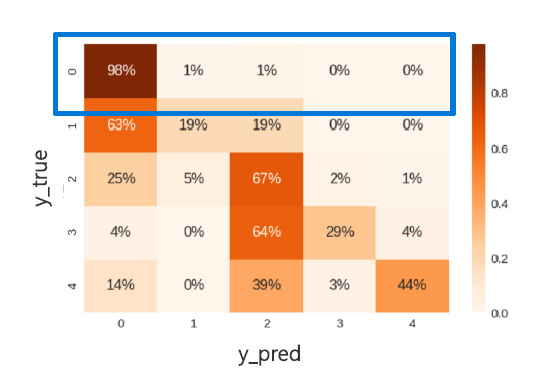 0 98% 1% 1% 0% 0%
0.8
1 63% 19% 19% 0% 0%
0.6
y_true
2 25% 5% 67% 2% 1%
0.4
3 4% 0% 64% 29% 4%
0.2
4 14% 0% 39% 3% 44%
0.0
0 1 2 3 4
y_pred